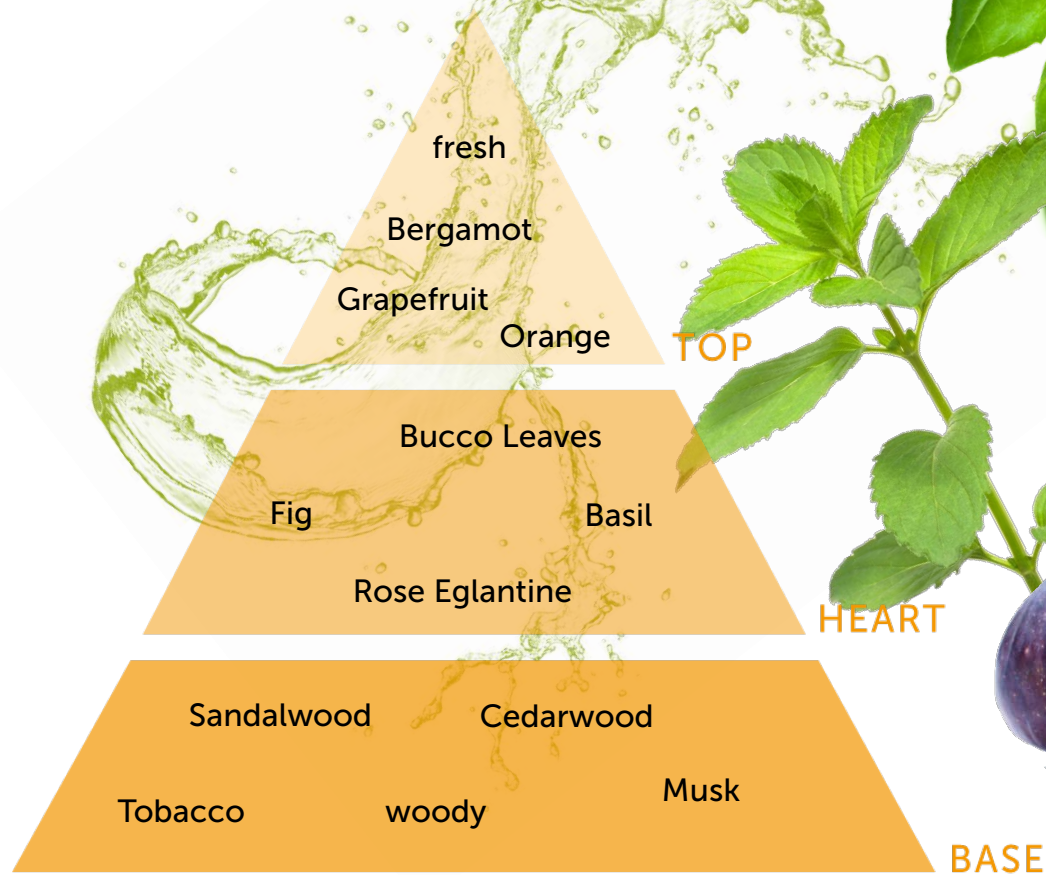 fresh
Bergamot
Grapefruit
Orange
TOP
Bucco Leaves
Fig Basil
Rose Eglantine
HEART
Sandalwood Cedarwood
Musk
Tobacco woody
BASE